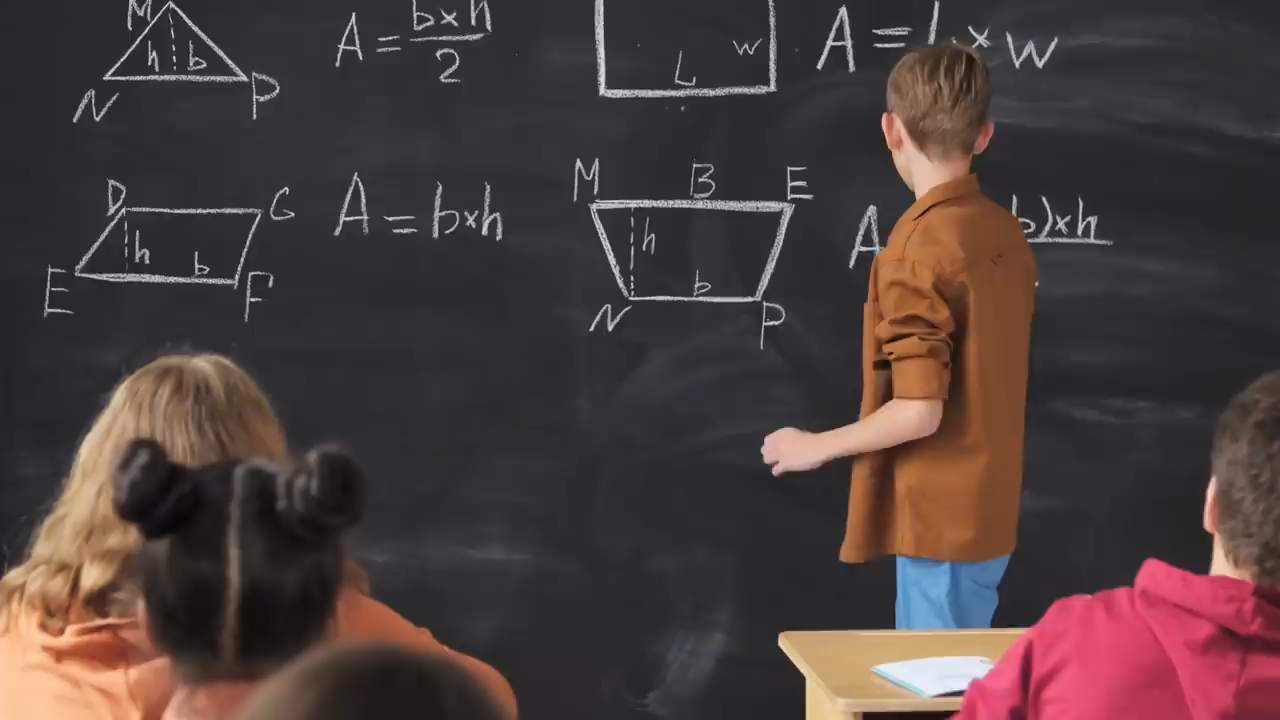 M
h b
N P
A = b×h
2
L w
A = L × w
D G
h b
E F
A = b×h
M B E
h
b
N P
A
b)×h